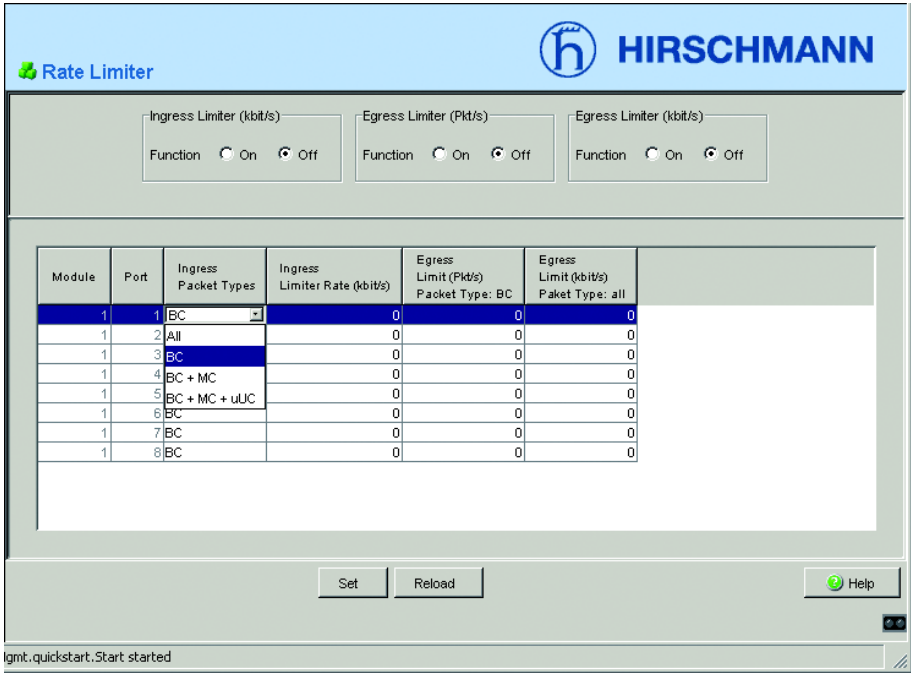 Rate Limiter
HIRSCHMANN
Ingress Limiter (kbit/s)
Function On Off
Egress Limiter (Pkt/s)
Function On Off
Egress Limiter (kbit/s)
Function On Off
Module
Port
Ingress
Packet Types
Ingress
Limiter Rate (kbit/s)
Egress
Limit (Pkt/s)
Packet Type: BC
Egress
Limit (kbit/s)
Paket Type: all
1 1 BC 0 0 0
1 2 All 0 0 0
1 3 BC 0 0 0
1 4 BC + MC 0 0 0
1 5 BC + MC + uUC 0 0 0
1 6 BC 0 0 0
1 7 BC 0 0 0
1 8 BC 0 0 0
Set
Reload
Help
gmt.quickstart.Start started